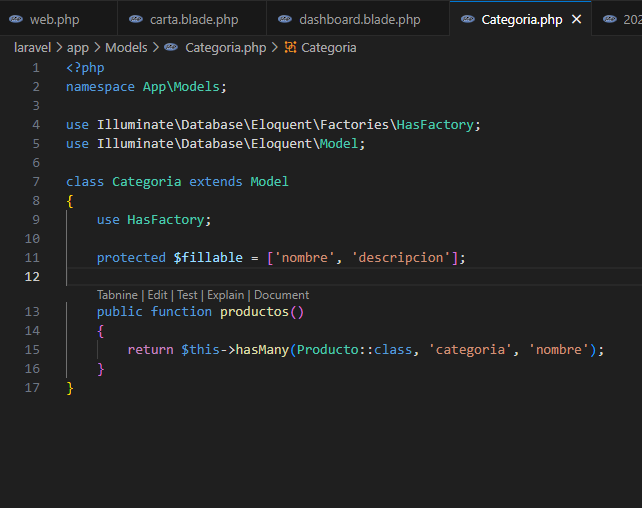 web.php carta.blade.php dashboard.blade.php Categoria.php × 202
laravel > app > Models > Categoria.php > Categoria
1 <?php
2 namespace App\Models;
3
4 use Illuminate\Database\Eloquent\Factories\HasFactory;
5 use Illuminate\Database\Eloquent\Model;
6
7 class Categoria extends Model
8 {
9 use HasFactory;
10
11 protected $fillable = ['nombre', 'descripcion'];
12
Tabnine | Edit | Test | Explain | Document
13 public function productos()
14 {
15 return $this->hasMany(Producto::class, 'categoria', 'nombre');
16 }
17 }